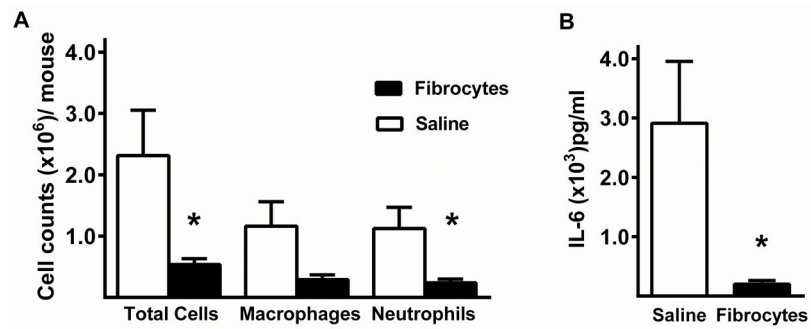 A
Cell counts (x10⁶)/ mouse
4.0
3.0
2.0
1.0
Fibrocytes
Saline
*
*
Total Cells Macrophages Neutrophils
B
IL-6 (x10³)pg/ml
4.0
3.0
2.0
1.0
*
Saline Fibrocytes